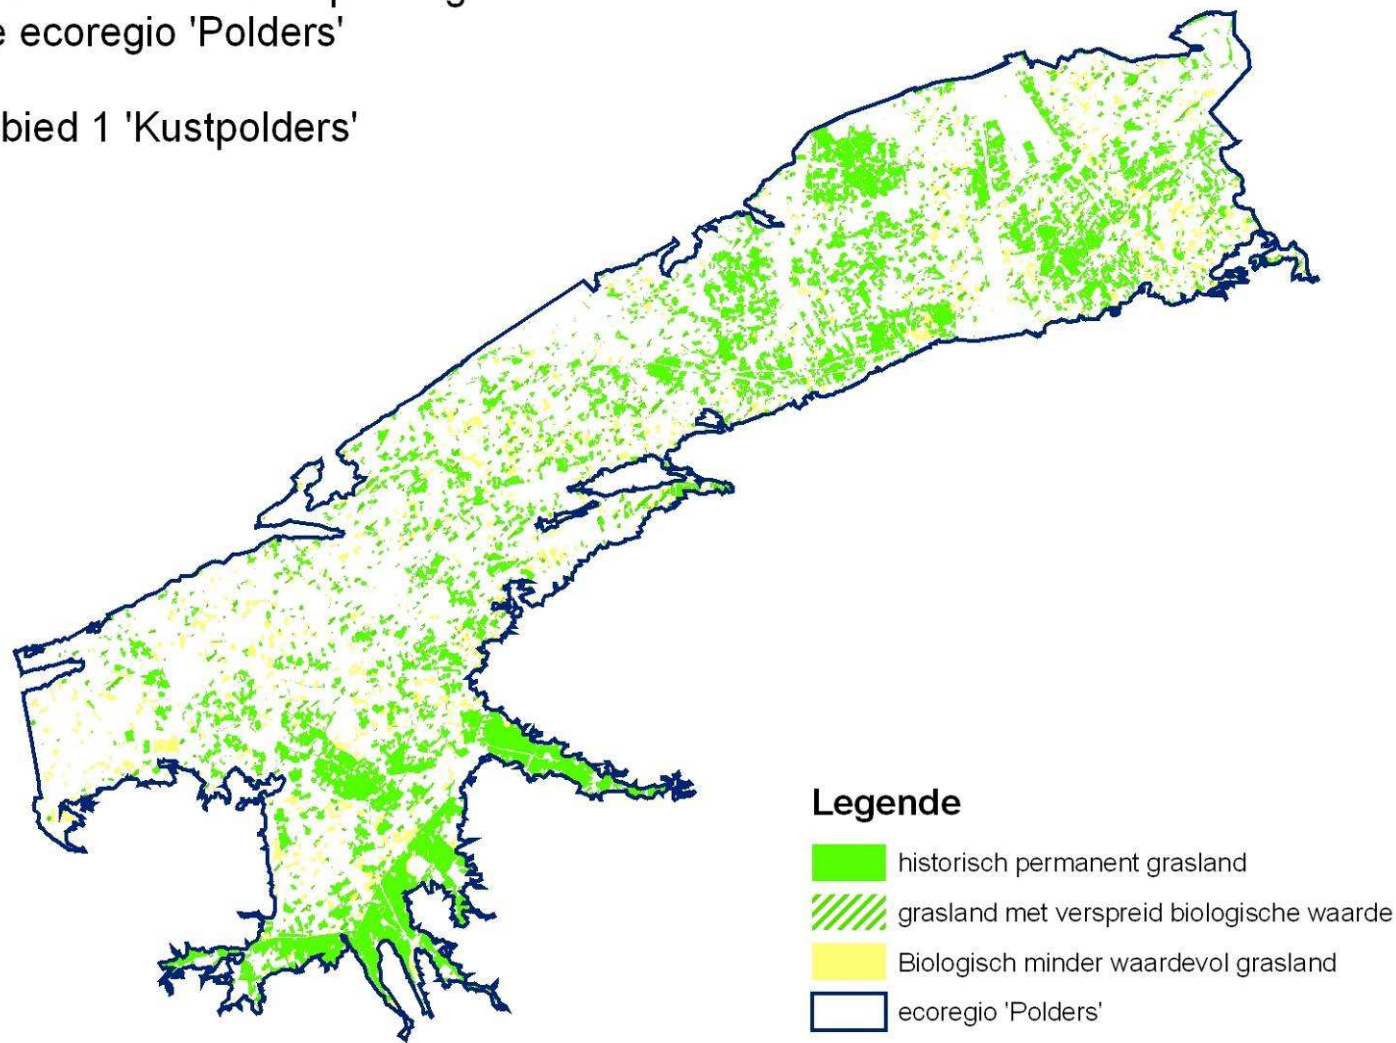 ecoregio 'Polders'
1 'Kustpolders'
Legende
historisch permanent grasland
grasland met verspreid biologische waarde
Biologisch minder waardevol grasland
ecoregio 'Polders'